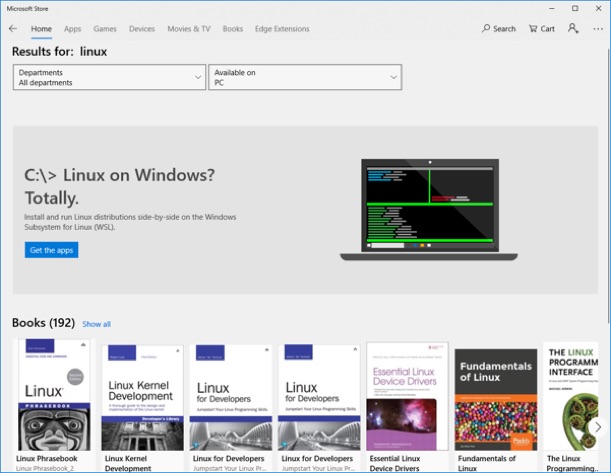 Microsoft Store
Home Apps Games Devices Movies & TV Books Edge Extensions Search Cart
Results for: linux
Departments
All departments
Available on
PC
C:\> Linux on Windows?
Totally.
Install and run Linux distributions side-by-side on the Windows
Subsystem for Linux (WSL).
Get the apps
Books (192) Show all
Linux
PHRASEBOOK
Linux Kernel
Development
Developer's Library
Linux
for Developers
Jumpstart Your Linux Programming Skills
Linux
for Developers
Jumpstart Your Linux Programming Skills
Essential Linux
Device Drivers
Fundamentals
of Linux
Packt
THE LINUX
PROGRAMM
INTERFACE
Linux Phrasebook
Linux Phrasebook_2
Linux Kernel
Development
Linux for Developers
Jumpstart Your Linux Pr...
Linux for Developers
Jumpstart Your Linux Pr...
Essential Linux
Device Drivers
Fundamentals of
Linux
The Linux
Programming...